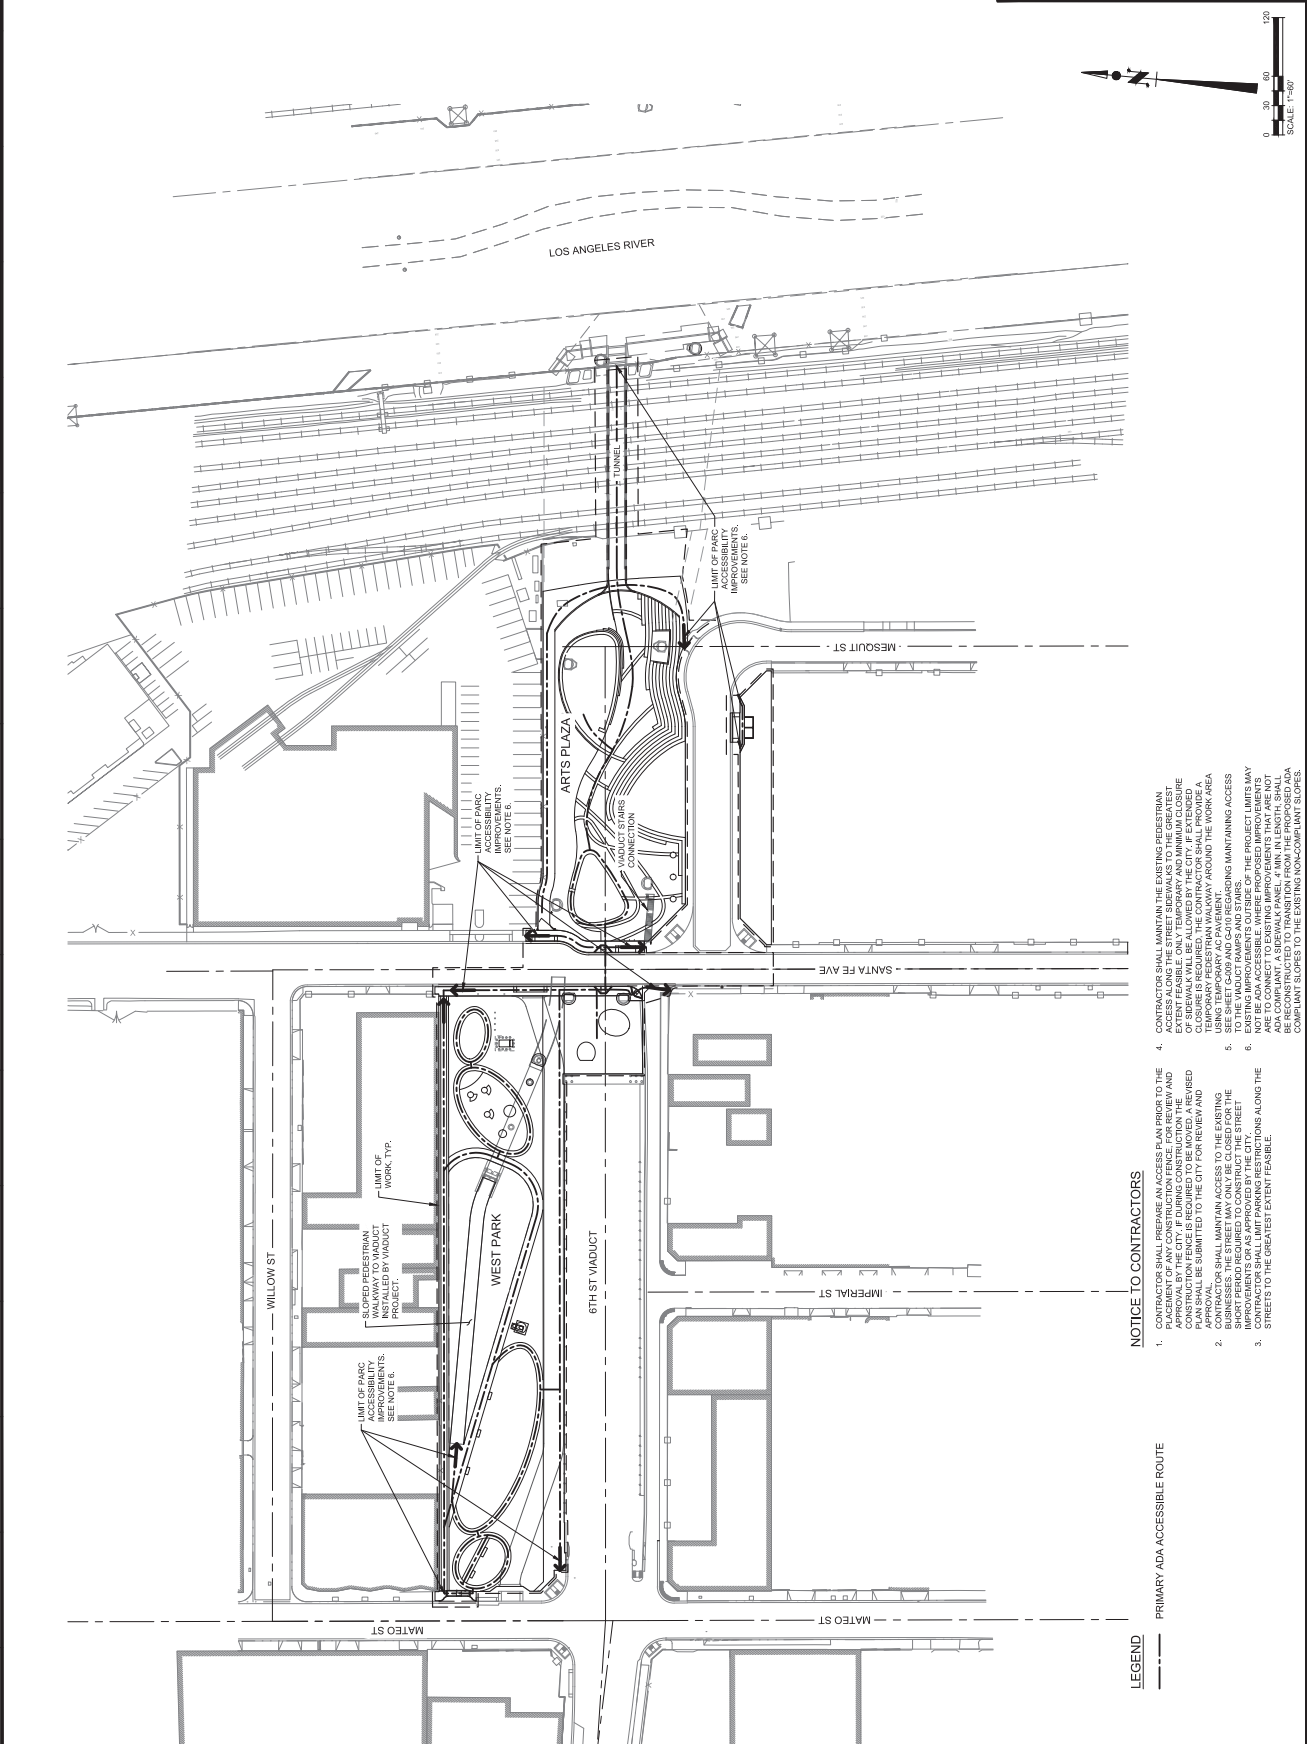 0
30
60
120
SCALE: 1"=60'
N
LOS ANGELES RIVER
TUNNEL
LIMIT OF PARC
ACCESSIBILITY
IMPROVEMENTS.
SEE NOTE 6.
MESQUIT ST
ARTS PLAZA
VIADUCT STAIRS
CONNECTION
LIMIT OF PARC
ACCESSIBILITY
IMPROVEMENTS.
SEE NOTE 6.
SANTA FE AVE
LIMIT OF
WORK, TYP.
SLOPED PEDESTRIAN
WALKWAY TO VIADUCT
INSTALLED BY VIADUCT
PROJECT.
WEST PARK
WILLOW ST
6TH ST VIADUCT
IMPERIAL ST
LIMIT OF PARC
ACCESSIBILITY
IMPROVEMENTS.
SEE NOTE 6.
MATEO ST
MATEO ST
LEGEND
PRIMARY ADA ACCESSIBLE ROUTE
NOTICE TO CONTRACTORS
1. CONTRACTOR SHALL PREPARE AN ACCESS PLAN PRIOR TO THE
PLACEMENT OF ANY CONSTRUCTION FENCE, FOR REVIEW AND
APPROVAL BY THE CITY. IF DURING CONSTRUCTION THE
CONSTRUCTION FENCE IS REQUIRED TO BE MOVED, A REVISED
PLAN SHALL BE SUBMITTED TO THE CITY FOR REVIEW AND
APPROVAL.
2. CONTRACTOR SHALL MAINTAIN ACCESS TO THE EXISTING
BUSINESSES. THE STREET MAY ONLY BE CLOSED FOR THE
SHORT PERIOD REQUIRED TO CONSTRUCT THE STREET
IMPROVEMENTS OR AS APPROVED BY THE CITY.
3. CONTRACTOR SHALL LIMIT PARKING RESTRICTIONS ALONG THE
STREETS TO THE GREATEST EXTENT FEASIBLE.
4. CONTRACTOR SHALL MAINTAIN THE EXISTING PEDESTRIAN
ACCESS ALONG THE STREET SIDEWALKS TO THE GREATEST
EXTENT FEASIBLE. ONLY TEMPORARY AND MINIMUM CLOSURE
OF SIDEWALK WILL BE ALLOWED BY THE CITY. IF EXTENDED
CLOSURE IS REQUIRED, THE CONTRACTOR SHALL PROVIDE A
TEMPORARY PEDESTRIAN WALKWAY AROUND THE WORK AREA
USING TEMPORARY AC PAVEMENT.
5. SEE SHEET G-009 AND G-010 REGARDING MAINTAINING ACCESS
TO THE VIADUCT RAMPS AND STAIRS.
6. EXISTING IMPROVEMENTS OUTSIDE OF THE PROJECT LIMITS MAY
NOT BE ADA ACCESSIBLE. WHERE PROPOSED IMPROVEMENTS
ARE TO CONNECT TO EXISTING IMPROVEMENTS THAT ARE NOT
ADA COMPLIANT, A SIDEWALK PANEL, 4' MIN. IN LENGTH, SHALL
BE RECONSTRUCTED TO TRANSITION FROM THE PROPOSED ADA
COMPLIANT SLOPES TO THE EXISTING NON-COMPLIANT SLOPES.